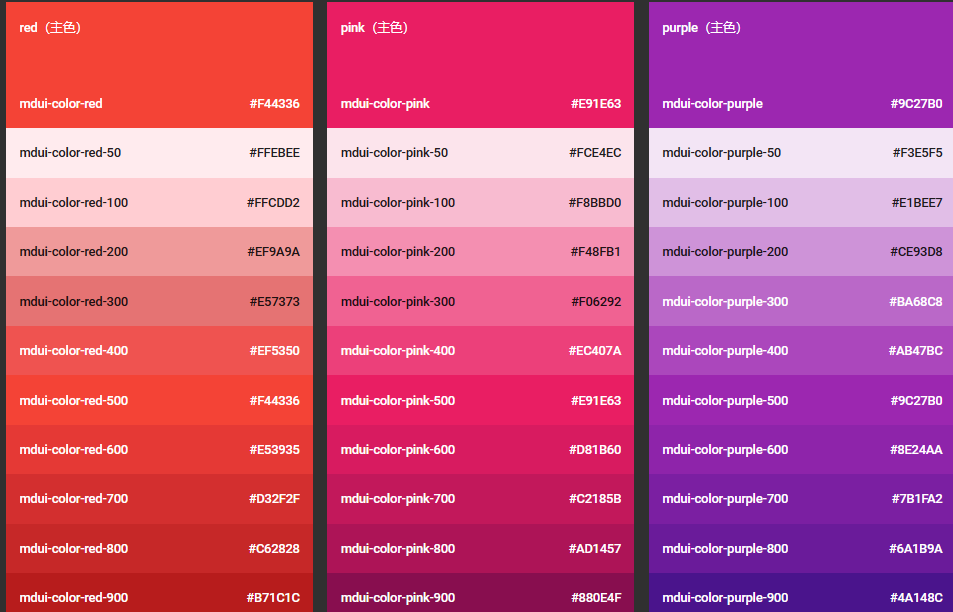 red（主色）
mdui-color-red #F44336
mdui-color-red-50 #FFEBEE
mdui-color-red-100 #FFCDD2
mdui-color-red-200 #EF9A9A
mdui-color-red-300 #E57373
mdui-color-red-400 #EF5350
mdui-color-red-500 #F44336
mdui-color-red-600 #E53935
mdui-color-red-700 #D32F2F
mdui-color-red-800 #C62828
mdui-color-red-900 #B71C1C
pink（主色）
mdui-color-pink #E91E63
mdui-color-pink-50 #FCE4EC
mdui-color-pink-100 #F8BBD0
mdui-color-pink-200 #F48FB1
mdui-color-pink-300 #F06292
mdui-color-pink-400 #EC407A
mdui-color-pink-500 #E91E63
mdui-color-pink-600 #D81B60
mdui-color-pink-700 #C2185B
mdui-color-pink-800 #AD1457
mdui-color-pink-900 #880E4F
purple（主色）
mdui-color-purple #9C27B0
mdui-color-purple-50 #F3E5F5
mdui-color-purple-100 #E1BEE7
mdui-color-purple-200 #CE93D8
mdui-color-purple-300 #BA68C8
mdui-color-purple-400 #AB47BC
mdui-color-purple-500 #9C27B0
mdui-color-purple-600 #8E24AA
mdui-color-purple-700 #7B1FA2
mdui-color-purple-800 #6A1B9A
mdui-color-purple-900 #4A148C